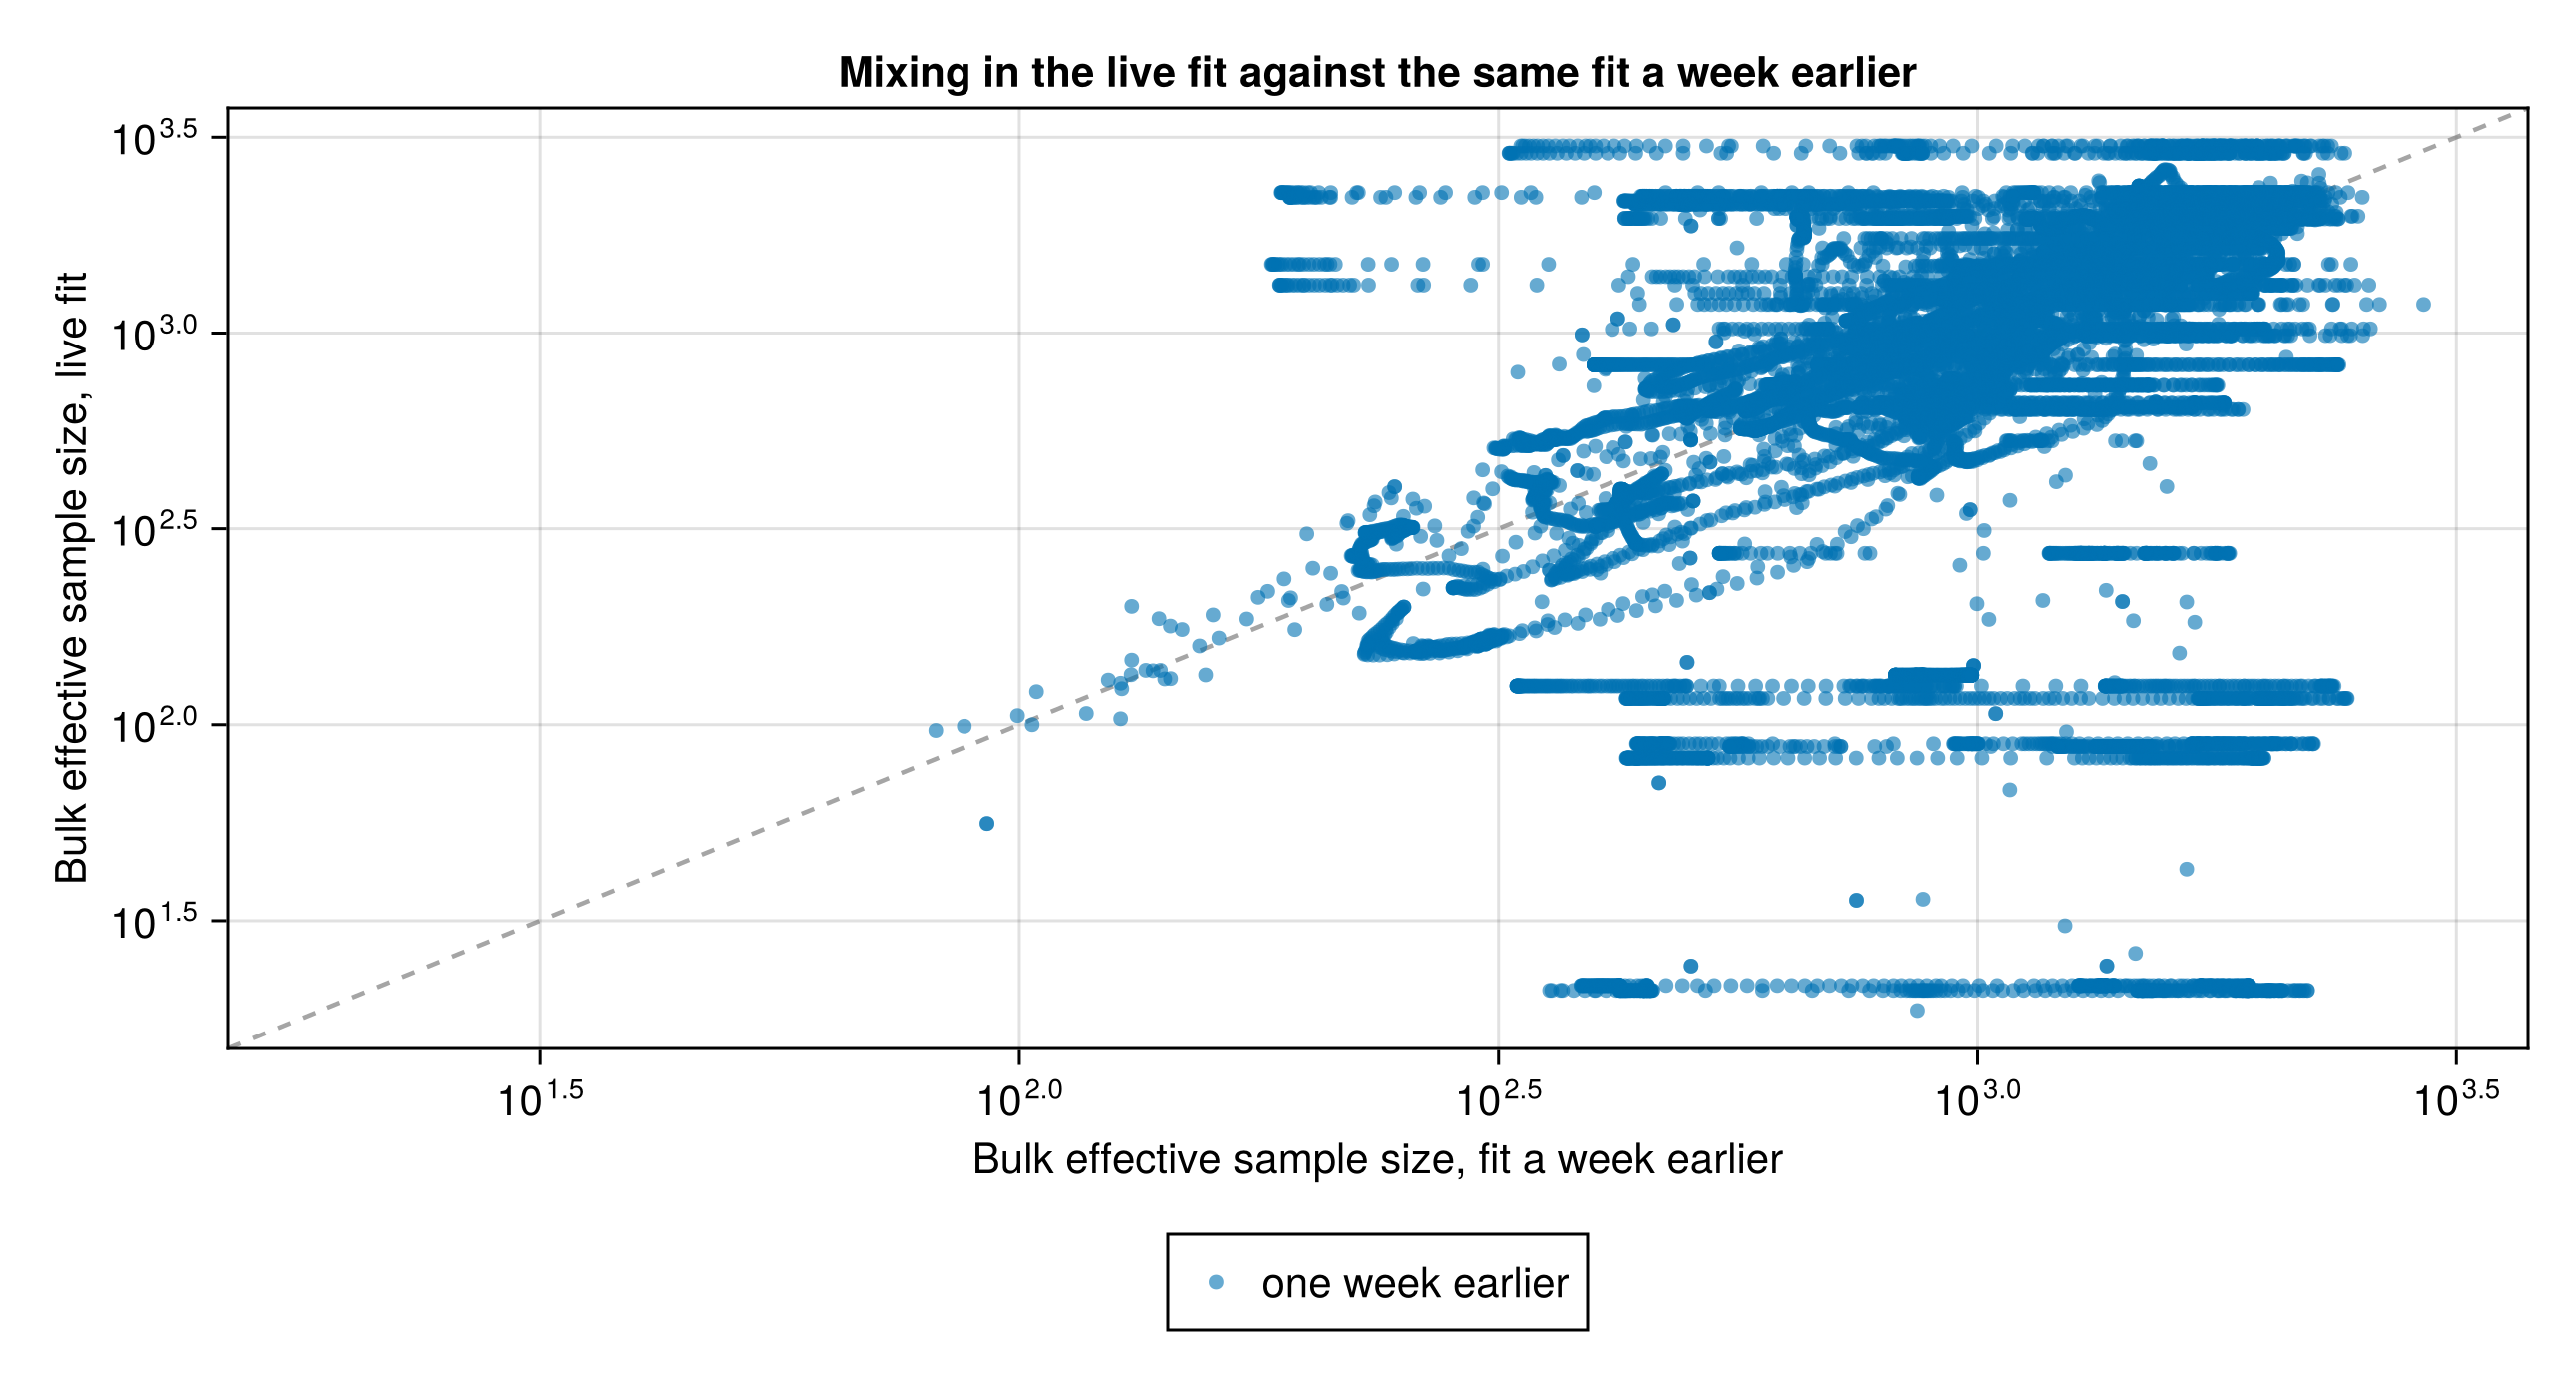 Mixing in the live fit against the same fit a week earlier
Bulk effective sample size, live fit
10^3.5
10^3.0
10^2.5
10^2.0
10^1.5
10^1.5
10^2.0
10^2.5
10^3.0
10^3.5
Bulk effective sample size, fit a week earlier
one week earlier